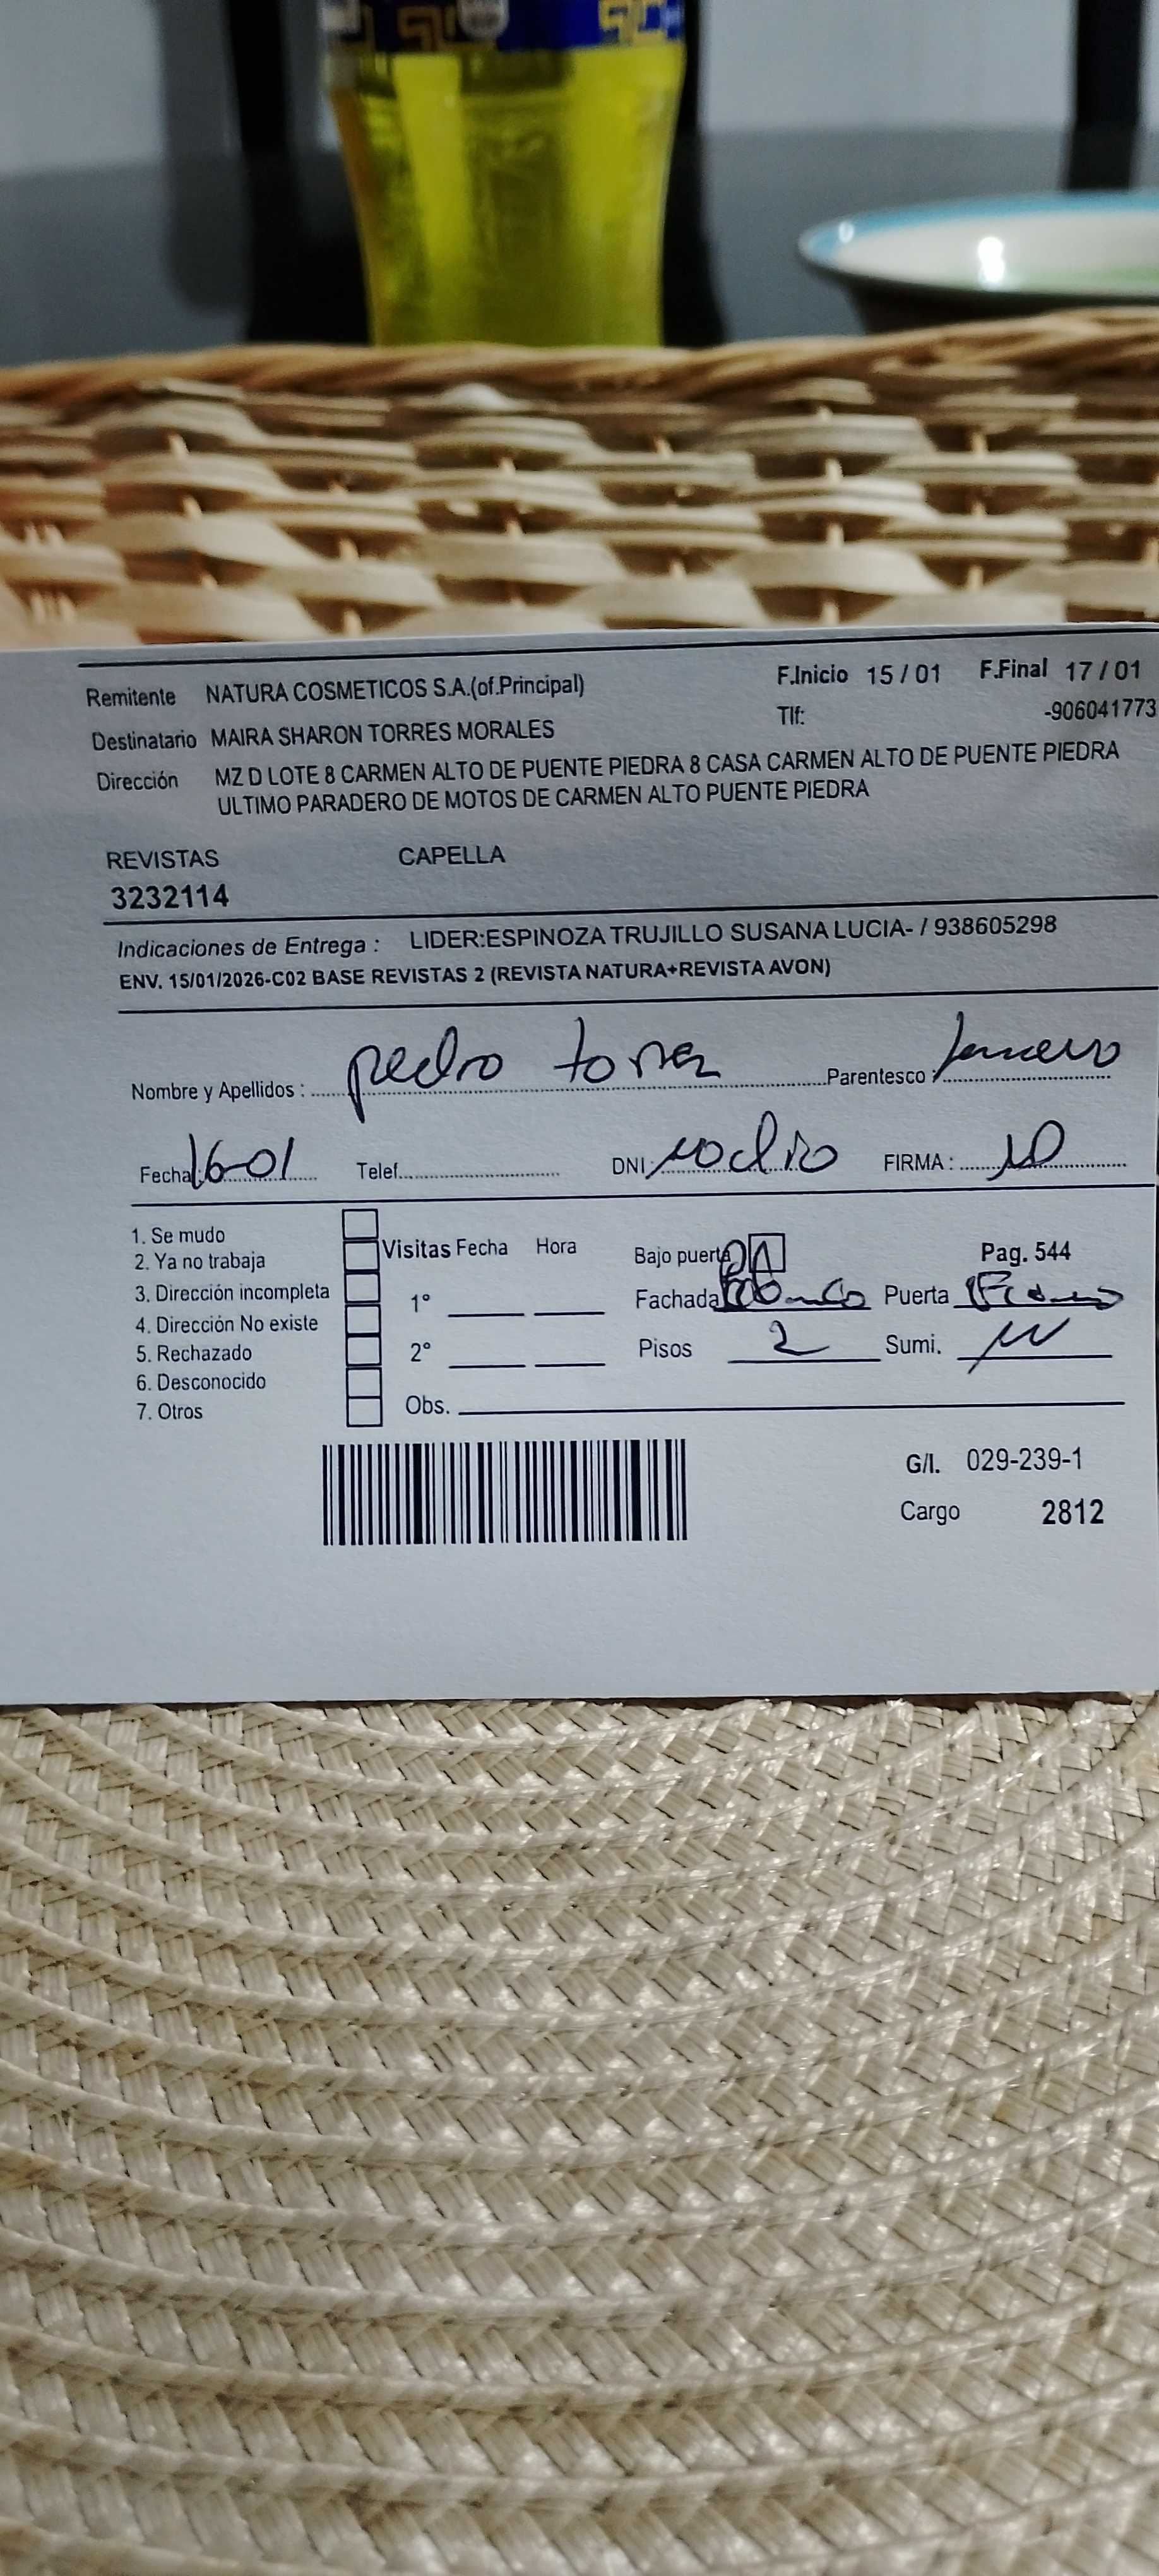 Remitente NATURA COSMETICOS S.A.(of.Principal) F.Inicio 15 / 01 F.Final 17 / 01
Destinatario MAIRA SHARON TORRES MORALES Tlf: -906041773
Dirección MZ D LOTE 8 CARMEN ALTO DE PUENTE PIEDRA 8 CASA CARMEN ALTO DE PUENTE PIEDRA
ULTIMO PARADERO DE MOTOS DE CARMEN ALTO PUENTE PIEDRA
REVISTAS CAPELLA
3232114
Indicaciones de Entrega : LIDER:ESPINOZA TRUJILLO SUSANA LUCIA- / 938605298
ENV. 15/01/2026-C02 BASE REVISTAS 2 (REVISTA NATURA+REVISTA AVON)
Nombre y Apellidos : pedro torres Parentesco :
Fecha: 16-01 Telef. DNI: no dio FIRMA :
1. Se mudo
2. Ya no trabaja Visitas Fecha Hora Bajo puerta Pag. 544
3. Dirección incompleta 1° Fachada Puerta
4. Dirección No existe
5. Rechazado 2° Pisos 2 Sumi.
6. Desconocido
7. Otros Obs.
G/I. 029-239-1
Cargo 2812